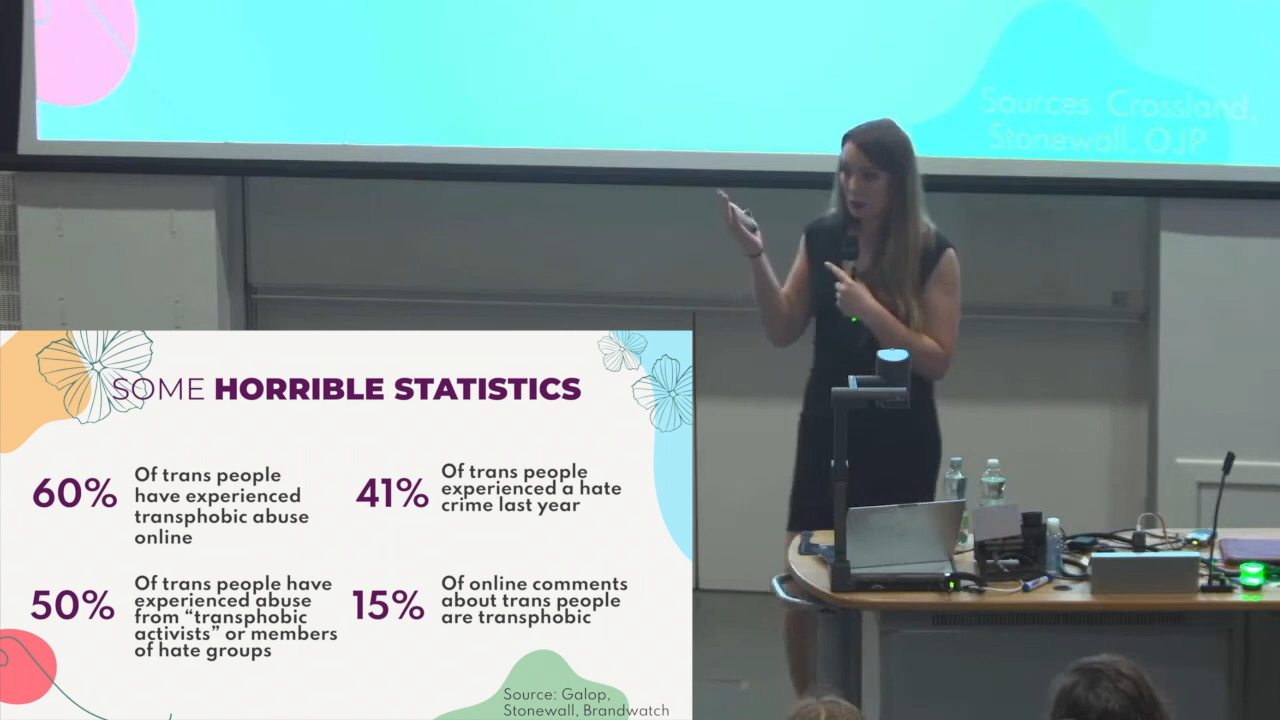 Sources: Crossland,
Stonewall, OJP
SOME HORRIBLE STATISTICS
60%
Of trans people
have experienced
transphobic abuse
online
41%
Of trans people
experienced a hate
crime last year
50%
Of trans people have
experienced abuse
from “transphobic
activists” or members
of hate groups
15%
Of online comments
about trans people
are transphobic
Source: Galop,
Stonewall, Brandwatch